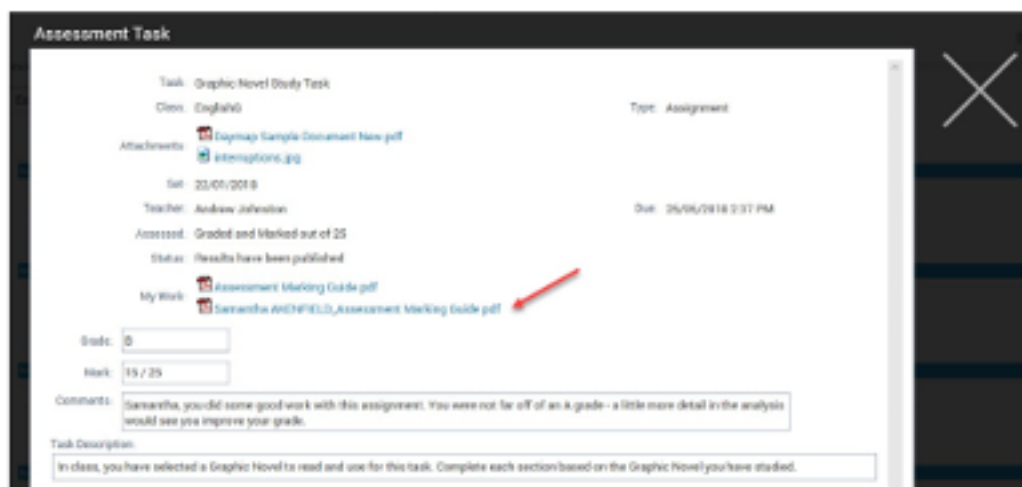 Assessment Task
Task: Graphic Novel Study Task
Class: EnglishG Type: Assignment
Attachments: Daymap Sample Document New.pdf
interruptions.jpg
Set: 22/01/2018
Teacher: Andrew Johnston Due: 26/06/2018 2:37 PM
Assessed: Graded and Marked out of 25
Status: Results have been published
My Work: Assessment Marking Guide.pdf
Samantha AKENFIELD_Assessment Marking Guide.pdf
Grade: B
Mark: 15 / 25
Comments: Samantha, you did some good work with this assignment. You were not far off of an A grade - a little more detail in the analysis
would see you improve your grade.
Task Description:
In class, you have selected a Graphic Novel to read and use for this task. Complete each section based on the Graphic Novel you have studied.